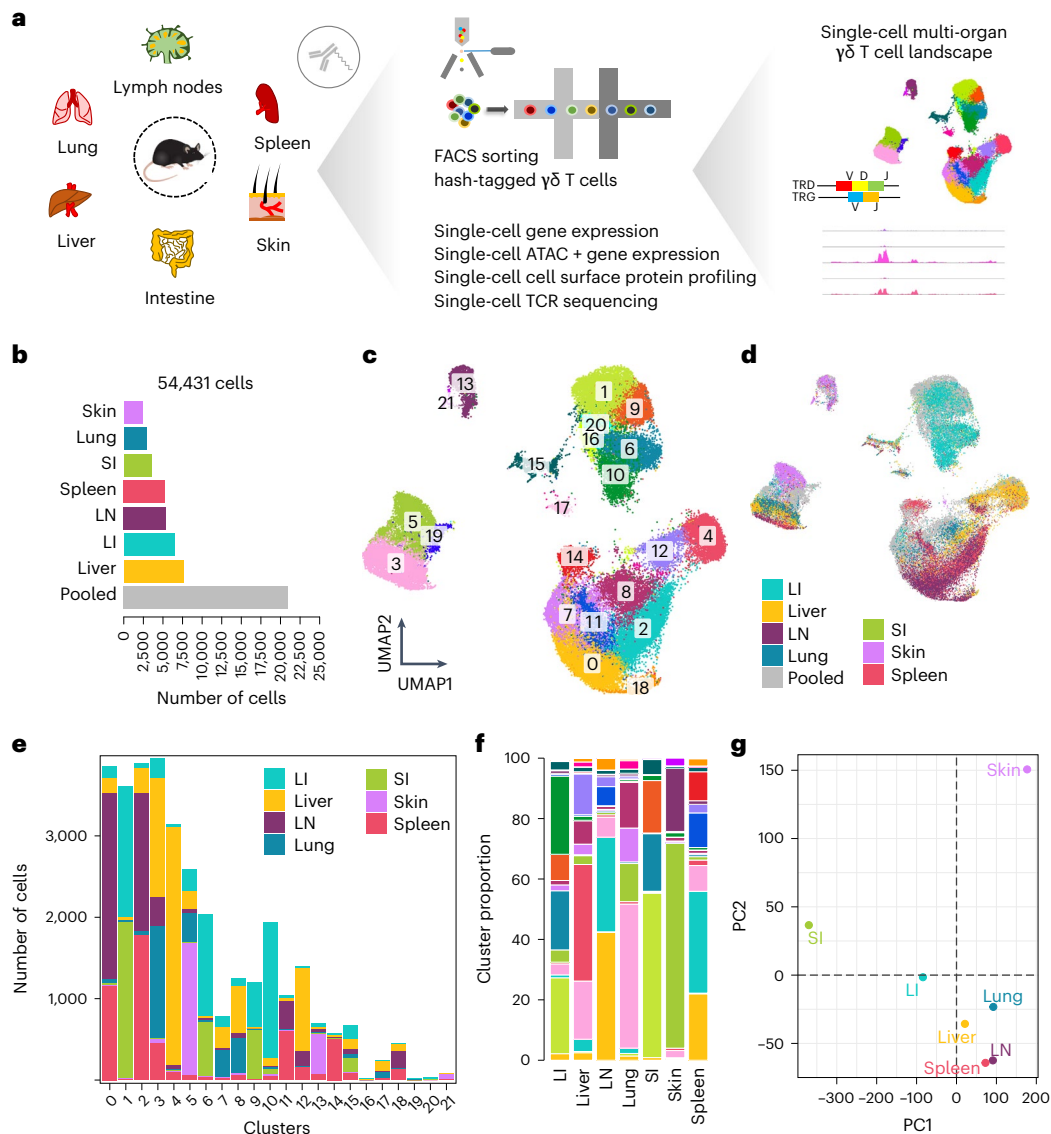 a
Lymph nodes
Lung
Spleen
Liver
Skin
Intestine
FACS sorting
hash-tagged γδ T cells
Single-cell gene expression
Single-cell ATAC + gene expression
Single-cell cell surface protein profiling
Single-cell TCR sequencing
Single-cell multi-organ
γδ T cell landscape
V D J
TRD
TRG
V J
b
54,431 cells
Skin
Lung
SI
Spleen
LN
LI
Liver
Pooled
0
2,500
5,000
7,500
10,000
12,500
15,000
17,500
20,000
22,500
25,000
Number of cells
c
13
21
1
9
20
16
6
15
10
17
5
19
3
4
12
14
8
7
11
2
0
18
UMAP2
UMAP1
d
LI
Liver
LN
Lung
Pooled
SI
Skin
Spleen
e
LI
Liver
LN
Lung
SI
Skin
Spleen
Number of cells
3,000
2,000
1,000
0 1 2 3 4 5 6 7 8 9 10 11 12 13 14 15 16 17 18 19 20 21
Clusters
f
Cluster proportion
100
80
60
40
20
0
LI
Liver
LN
Lung
SI
Skin
Spleen
g
PC2
150
100
50
0
−50
Skin
SI
LI
Lung
Liver
LN
Spleen
−300 −200 −100 0 100 200
PC1